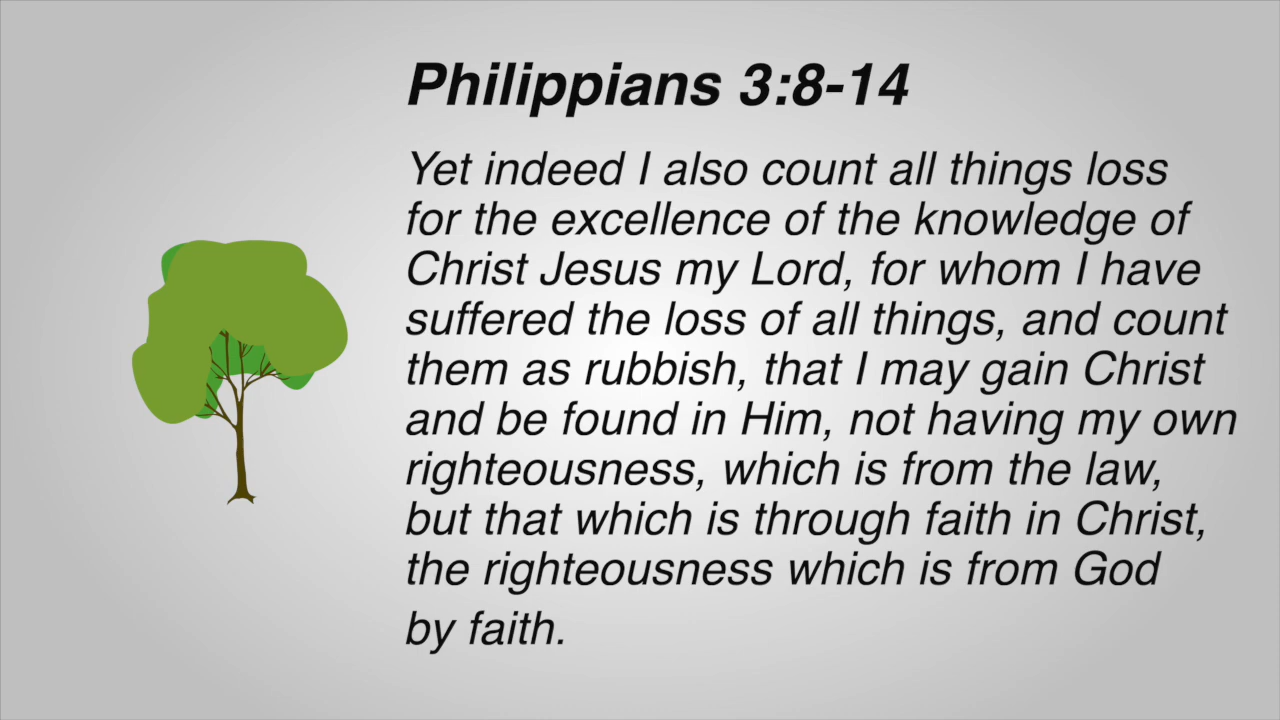 Philippians 3:8-14
Yet indeed I also count all things loss
for the excellence of the knowledge of
Christ Jesus my Lord, for whom I have
suffered the loss of all things, and count
them as rubbish, that I may gain Christ
and be found in Him, not having my own
righteousness, which is from the law,
but that which is through faith in Christ,
the righteousness which is from God
by faith.